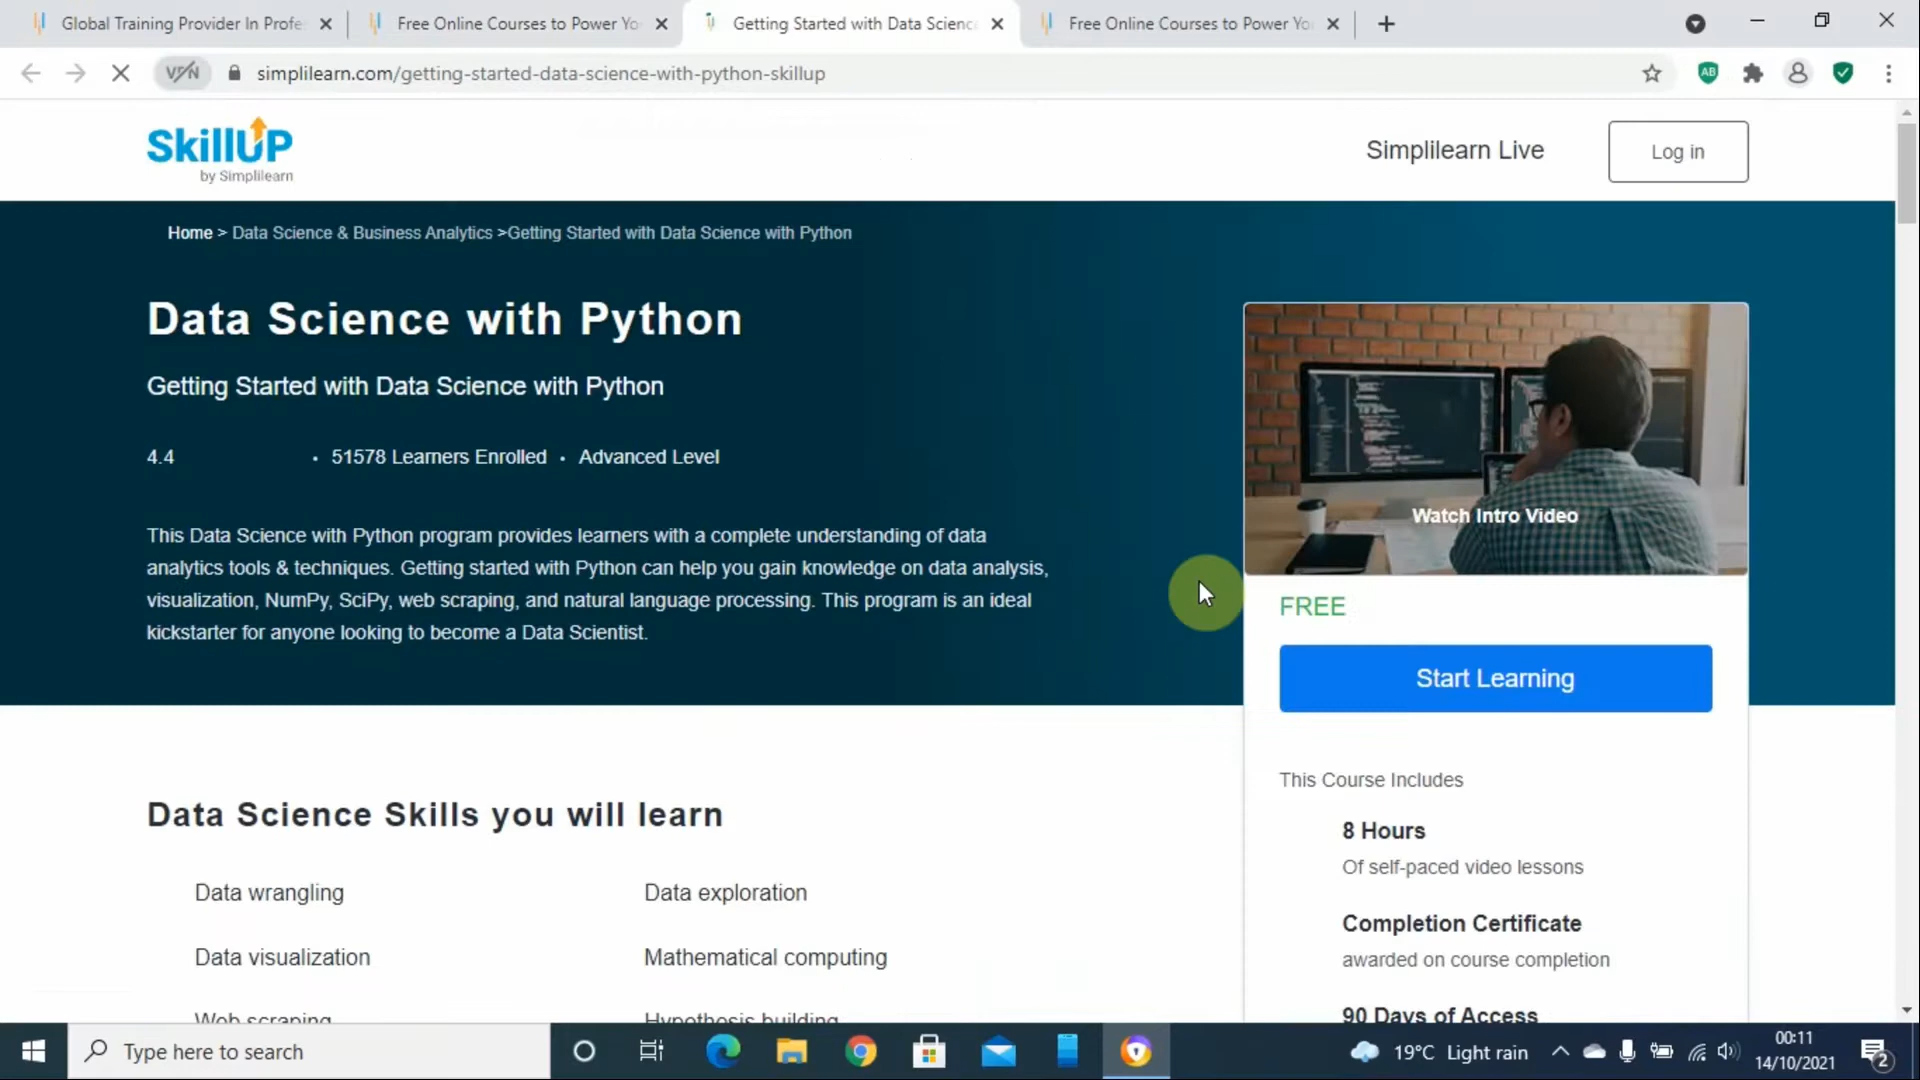 Global Training Provider In Profe
Free Online Courses to Power Yo
Getting Started with Data Scienc
Free Online Courses to Power Yo
VPN
simplilearn.com/getting-started-data-science-with-python-skillup
AB
SkillUP
by Simplilearn
Simplilearn Live
Log in
Home > Data Science & Business Analytics >Getting Started with Data Science with Python
Data Science with Python
Getting Started with Data Science with Python
4.4 • 51578 Learners Enrolled • Advanced Level
This Data Science with Python program provides learners with a complete understanding of data
analytics tools & techniques. Getting started with Python can help you gain knowledge on data analysis,
visualization, NumPy, SciPy, web scraping, and natural language processing. This program is an ideal
kickstarter for anyone looking to become a Data Scientist.
Watch Intro Video
FREE
Start Learning
This Course Includes
8 Hours
Of self-paced video lessons
Completion Certificate
awarded on course completion
90 Days of Access
Data Science Skills you will learn
Data wrangling
Data exploration
Data visualization
Mathematical computing
Web scraping
Hypothesis building
Type here to search
19°C Light rain
00:11
14/10/2021
2